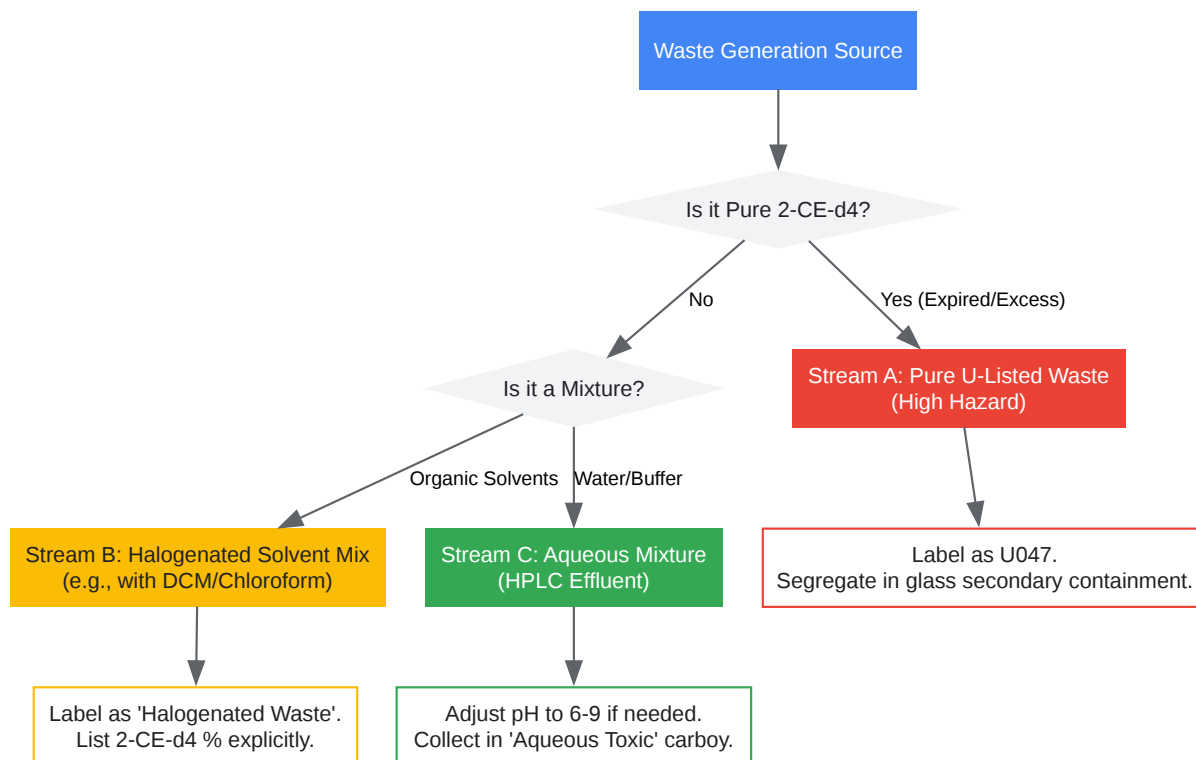 Waste Generation Source
Is it Pure 2-CE-d4?
No
Yes (Expired/Excess)
Is it a Mixture?
Stream A: Pure U-Listed Waste
(High Hazard)
Organic Solvents
Water/Buffer
Stream B: Halogenated Solvent Mix
(e.g., with DCM/Chloroform)
Stream C: Aqueous Mixture
(HPLC Effluent)
Label as U047.
Segregate in glass secondary containment.
Label as 'Halogenated Waste'.
List 2-CE-d4 % explicitly.
Adjust pH to 6-9 if needed.
Collect in 'Aqueous Toxic' carboy.